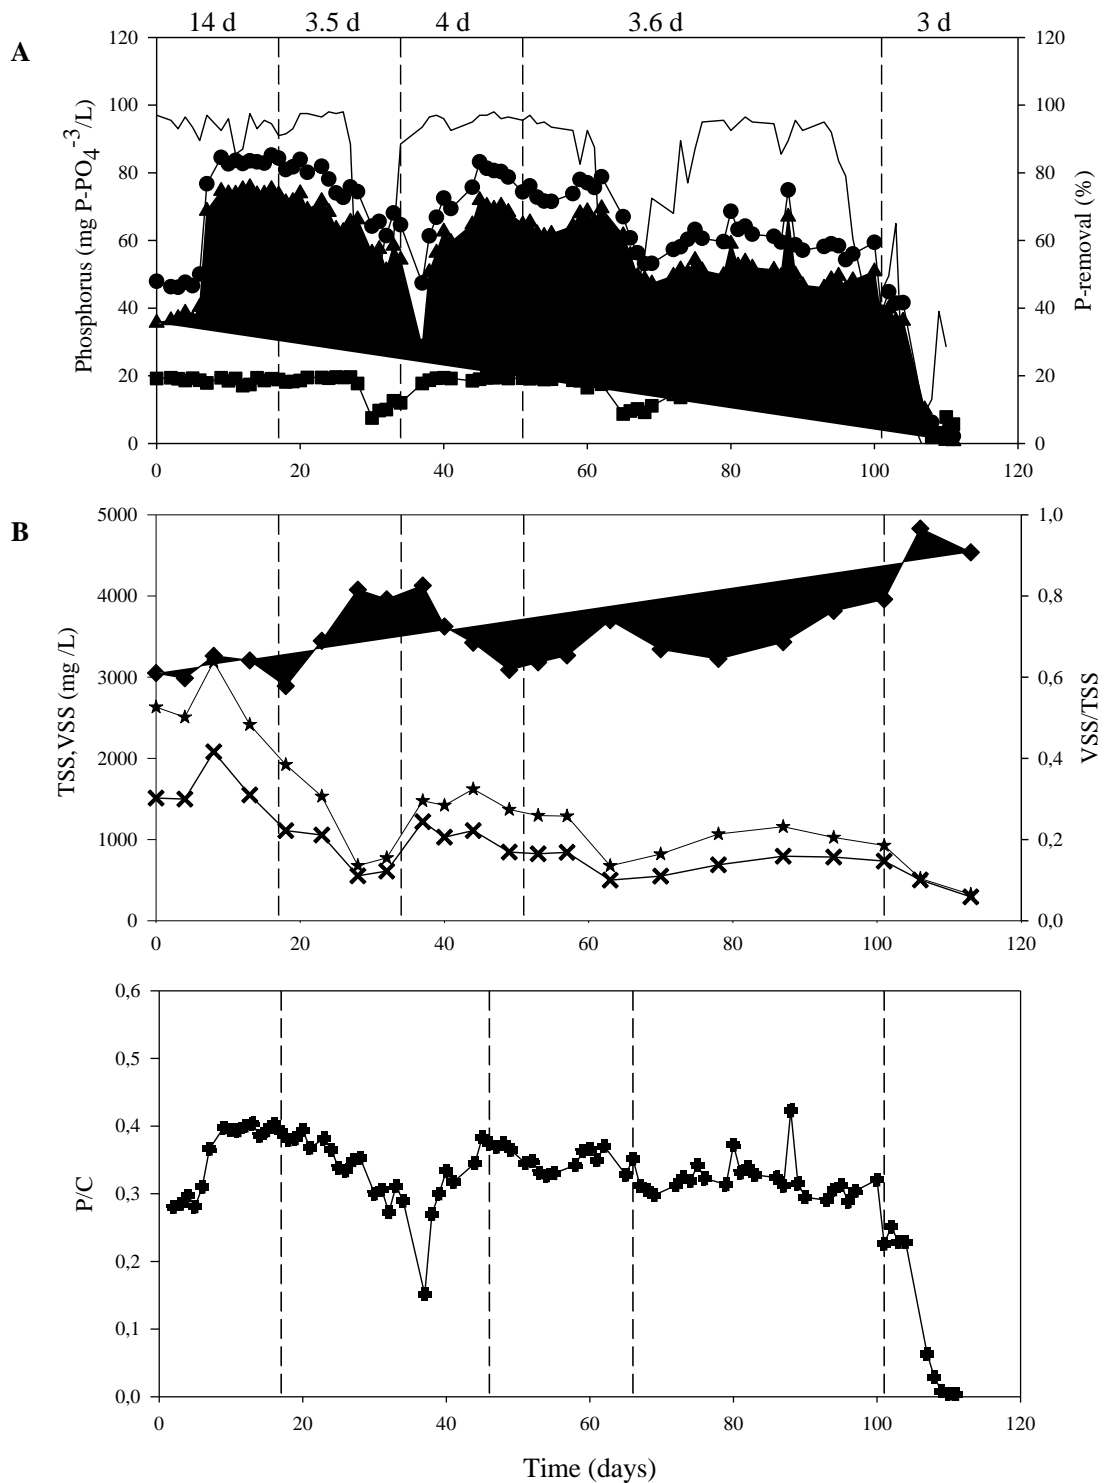 14 d 3.5 d 4 d 3.6 d 3 d
A
120 120
100 100
80 80
60 60
40 40
20 20
0 0
Phosphorus (mg P-PO4-3/L)
P-removal (%)
0 20 40 60 80 100 120
B
5000 1,0
4000 0,8
3000 0,6
2000 0,4
1000 0,2
0 0,0
TSS,VSS (mg /L)
VSS/TSS
0 20 40 60 80 100 120
0,6
0,5
0,4
0,3
0,2
0,1
0,0
P/C
0 20 40 60 80 100 120
Time (days)